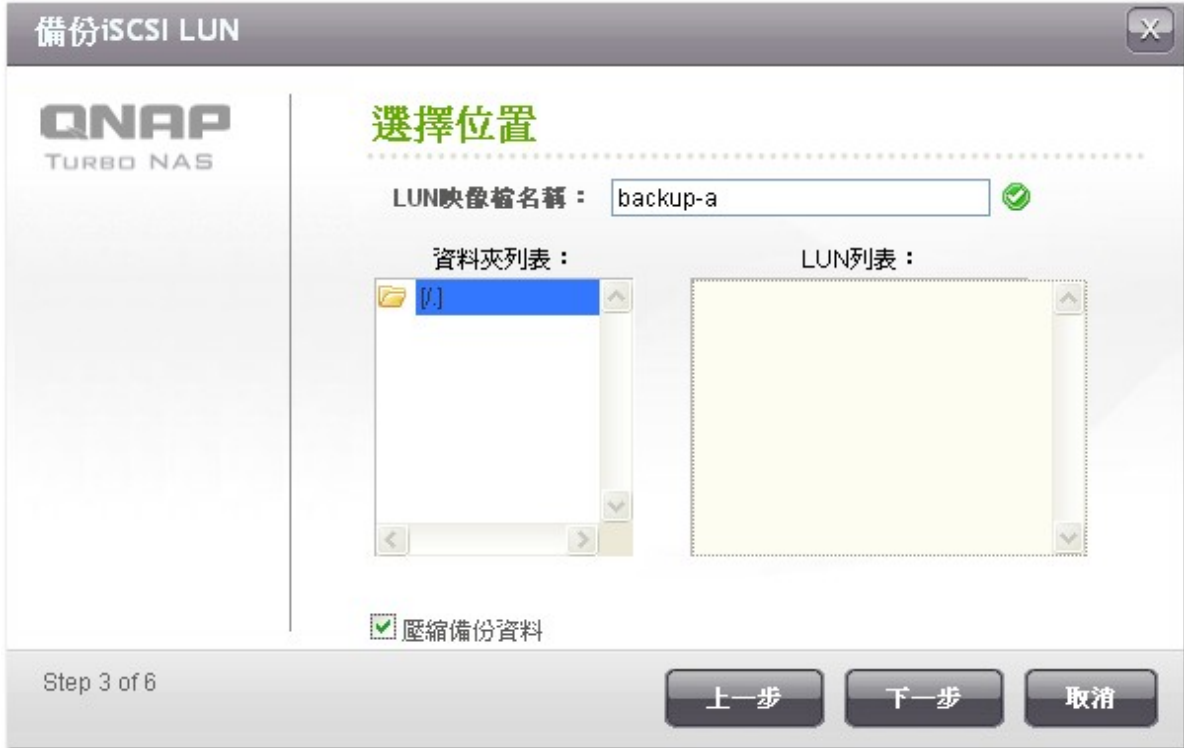 備份iSCSI LUN
X
QNAP
TURBO NAS
選擇位置
LUN映像檔名稱：
backup-a
資料夾列表：
LUN列表：
[/.]
壓縮備份資料
Step 3 of 6
上一步
下一步
取消